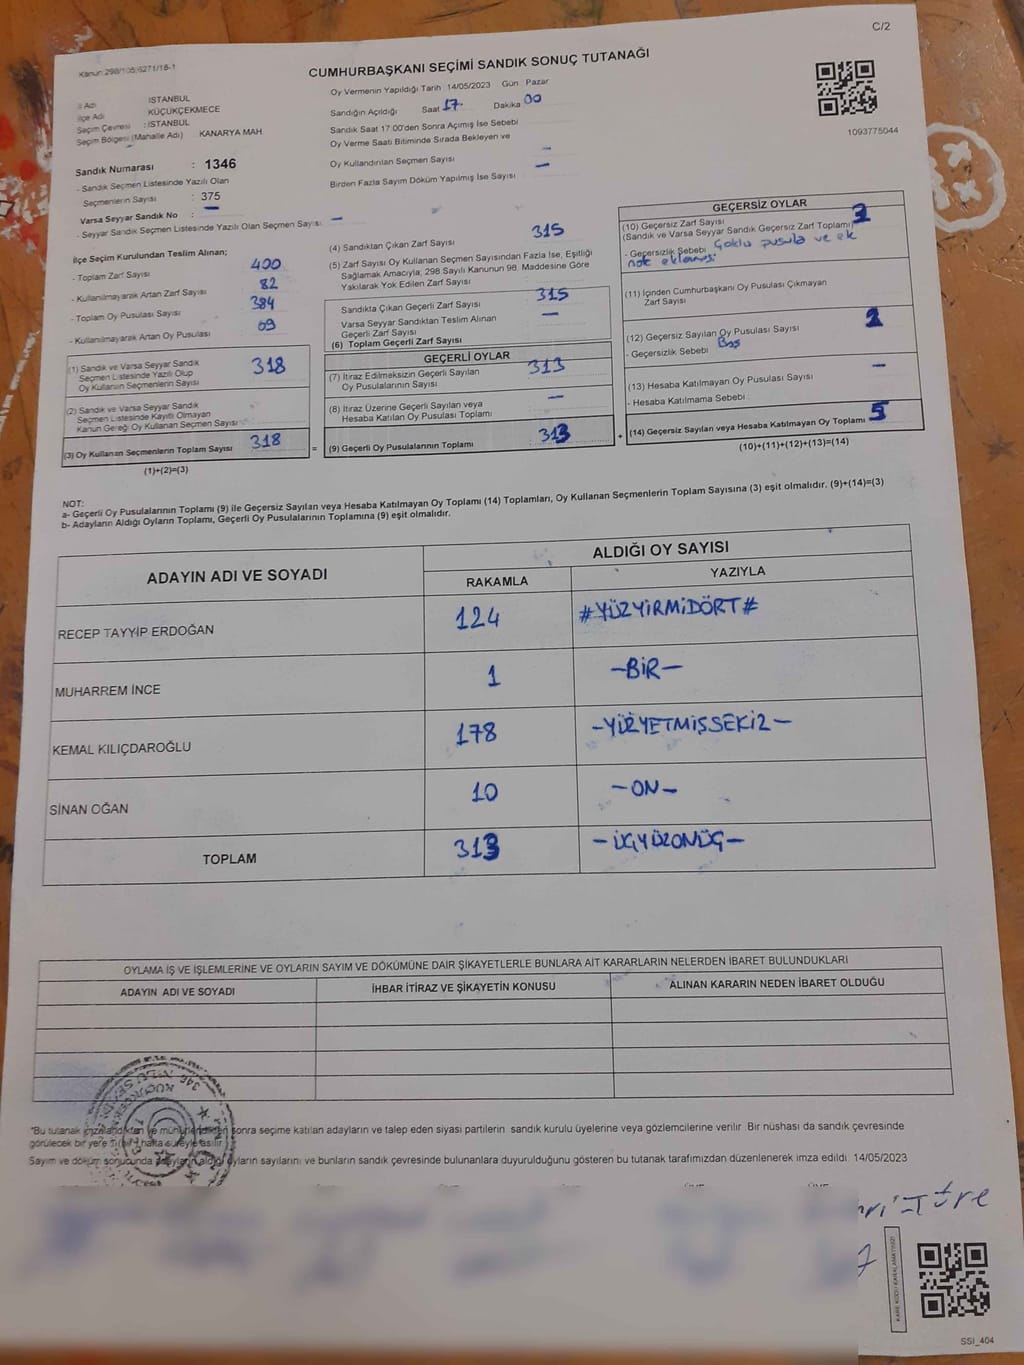 C/2
Kanun:298/105;6271/16-1
CUMHURBAŞKANI SEÇİMİ SANDIK SONUÇ TUTANAĞI
İl Adı İSTANBUL
İlçe Adı KÜÇÜKÇEKMECE
Seçim Çevresi : İSTANBUL
Seçim Bölgesi (Mahalle Adı) : KANARYA MAH
Sandık Numarası : 1346
- Sandık Seçmen Listesinde Yazılı Olan
Seçmenlerin Sayısı : 375
Varsa Seyyar Sandık No : –
- Seyyar Sandık Seçmen Listesinde Yazılı Olan Seçmen Sayısı –
Oy Vermenin Yapıldığı Tarih 14/05/2023 Gün Pazar
Sandığın Açıldığı Saat 17 Dakika 00
Sandık Saat 17.00'den Sonra Açımış İse Sebebi
Oy Verme Saati Bitiminde Sırada Bekleyen ve
Oy Kullandırılan Seçmen Sayısı –
Birden Fazla Sayım Döküm Yapılmış İse Sayısı –
1093775044
İlçe Seçim Kurulundan Teslim Alınan;
- Toplam Zarf Sayısı 400
- Kullanılmayarak Artan Zarf Sayısı 82
- Toplam Oy Pusulası Sayısı 384
- Kullanılmayarak Artan Oy Pusulası 69
(1) Sandık ve Varsa Seyyar Sandık
Seçmen Listesinde Yazılı Olup
Oy Kullanan Seçmenlerin Sayısı 318
(2) Sandık ve Varsa Seyyar Sandık
Seçmen Listesinde Kayıtlı Olmayan
Kanun Gereği Oy Kullanan Seçmen Sayısı
(3) Oy Kullanan Seçmenlerin Toplam Sayısı 318 =
(1)+(2)=(3)
(4) Sandıktan Çıkan Zarf Sayısı 315
(5) Zarf Sayısı Oy Kullanan Seçmen Sayısından Fazla İse, Eşitliği
Sağlamak Amacıyla, 298 Sayılı Kanunun 98. Maddesine Göre
Yakılarak Yok Edilen Zarf Sayısı
Sandıkta Çıkan Geçerli Zarf Sayısı 315
Varsa Seyyar Sandıktan Teslim Alınan
Geçerli Zarf Sayısı –
(6) Toplam Geçerli Zarf Sayısı
GEÇERLİ OYLAR
(7) İtiraz Edilmeksizin Geçerli Sayılan
Oy Pusulalarının Sayısı 313
(8) İtiraz Üzerine Geçerli Sayılan veya
Hesaba Katılan Oy Pusulası Toplamı –
(9) Geçerli Oy Pusulalarının Toplamı 313 +
GEÇERSİZ OYLAR
(10) Geçersiz Zarf Sayısı
(Sandık ve Varsa Seyyar Sandık Geçersiz Zarf Toplamı)
- Geçersizlik Sebebi Çoklu pusula ve ek
not eklemesi
(11) İçinden Cumhurbaşkanı Oy Pusulası Çıkmayan
Zarf Sayısı
(12) Geçersiz Sayılan Oy Pusulası Sayısı
- Geçersizlik Sebebi Boş
(13) Hesaba Katılmayan Oy Pusulası Sayısı –
- Hesaba Katılmama Sebebi
(14) Geçersiz Sayılan veya Hesaba Katılmayan Oy Toplamı 5
(10)+(11)+(12)+(13)=(14)
NOT:
a- Geçerli Oy Pusulalarının Toplamı (9) ile Geçersiz Sayılan veya Hesaba Katılmayan Oy Toplamı (14) Toplamları, Oy Kullanan Seçmenlerin Toplam Sayısına (3) eşit olmalıdır. (9)+(14)=(3)
b- Adayların Aldığı Oyların Toplamı, Geçerli Oy Pusulalarının Toplamına (9) eşit olmalıdır.
ADAYIN ADI VE SOYADI ALDIĞI OY SAYISI
RAKAMLA YAZIYLA
RECEP TAYYİP ERDOĞAN 124 #YÜZYİRMİDÖRT#
MUHARREM İNCE 1 –BİR–
KEMAL KILIÇDAROĞLU 178 –YÜZYETMİŞSEKİZ–
SİNAN OĞAN 10 –ON–
TOPLAM 313 –ÜÇYÜZONÜÇ–
OYLAMA İŞ VE İŞLEMLERİNE VE OYLARIN SAYIM VE DÖKÜMÜNE DAİR ŞİKAYETLERLE BUNLARA AİT KARARLARIN NELERDEN İBARET BULUNDUKLARI
ADAYIN ADI VE SOYADI İHBAR İTİRAZ VE ŞİKAYETİN KONUSU ALINAN KARARIN NEDEN İBARET OLDUĞU
*Bu tutanak imzalandıktan ve mühürlendikten sonra seçime katılan adayların ve talep eden siyasi partilerin sandık kurulu üyelerine veya gözlemcilerine verilir. Bir nüshası da sandık çevresinde
görülecek bir yere 1 bir hafta süreyle asılır.
Sayım ve döküm sonucunda adayların aldığı oyların sayılarını ve bunların sandık çevresinde bulunanlara duyurulduğunu gösteren bu tutanak tarafımızdan düzenlenerek imza edildi. 14/05/2023
KARE KODU KARALAMAYINIZ!
SSI_404